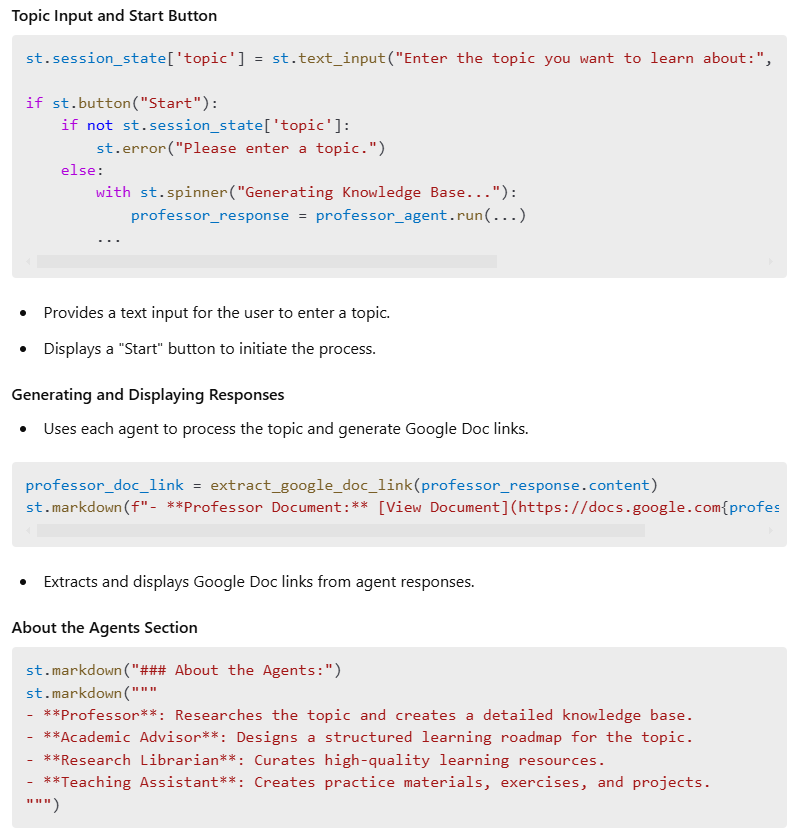 Topic Input and Start Button
st.session_state['topic'] = st.text_input("Enter the topic you want to learn about:",
if st.button("Start"):
    if not st.session_state['topic']:
        st.error("Please enter a topic.")
    else:
        with st.spinner("Generating Knowledge Base..."):
            professor_response = professor_agent.run(...)
        ...
• Provides a text input for the user to enter a topic.
• Displays a "Start" button to initiate the process.
Generating and Displaying Responses
• Uses each agent to process the topic and generate Google Doc links.
professor_doc_link = extract_google_doc_link(professor_response.content)
st.markdown(f"- **Professor Document:** [View Document](https://docs.google.com{profes
• Extracts and displays Google Doc links from agent responses.
About the Agents Section
st.markdown("### About the Agents:")
st.markdown("""
- **Professor**: Researches the topic and creates a detailed knowledge base.
- **Academic Advisor**: Designs a structured learning roadmap for the topic.
- **Research Librarian**: Curates high-quality learning resources.
- **Teaching Assistant**: Creates practice materials, exercises, and projects.
""")